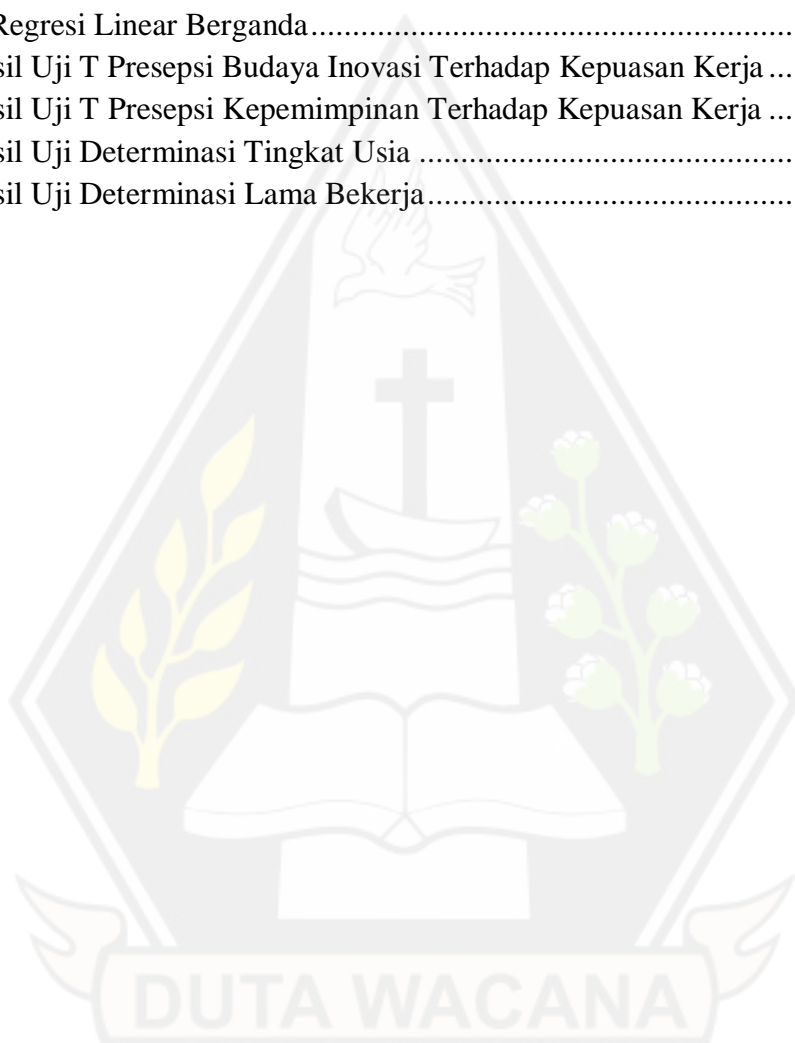 Regresi Linear Berganda..............................................................
sil Uji T Presepsi Budaya Inovasi Terhadap Kepuasan Kerja ...
sil Uji T Presepsi Kepemimpinan Terhadap Kepuasan Kerja ...
sil Uji Determinasi Tingkat Usia ................................................
sil Uji Determinasi Lama Bekerja...............................................
DUTA WACANA